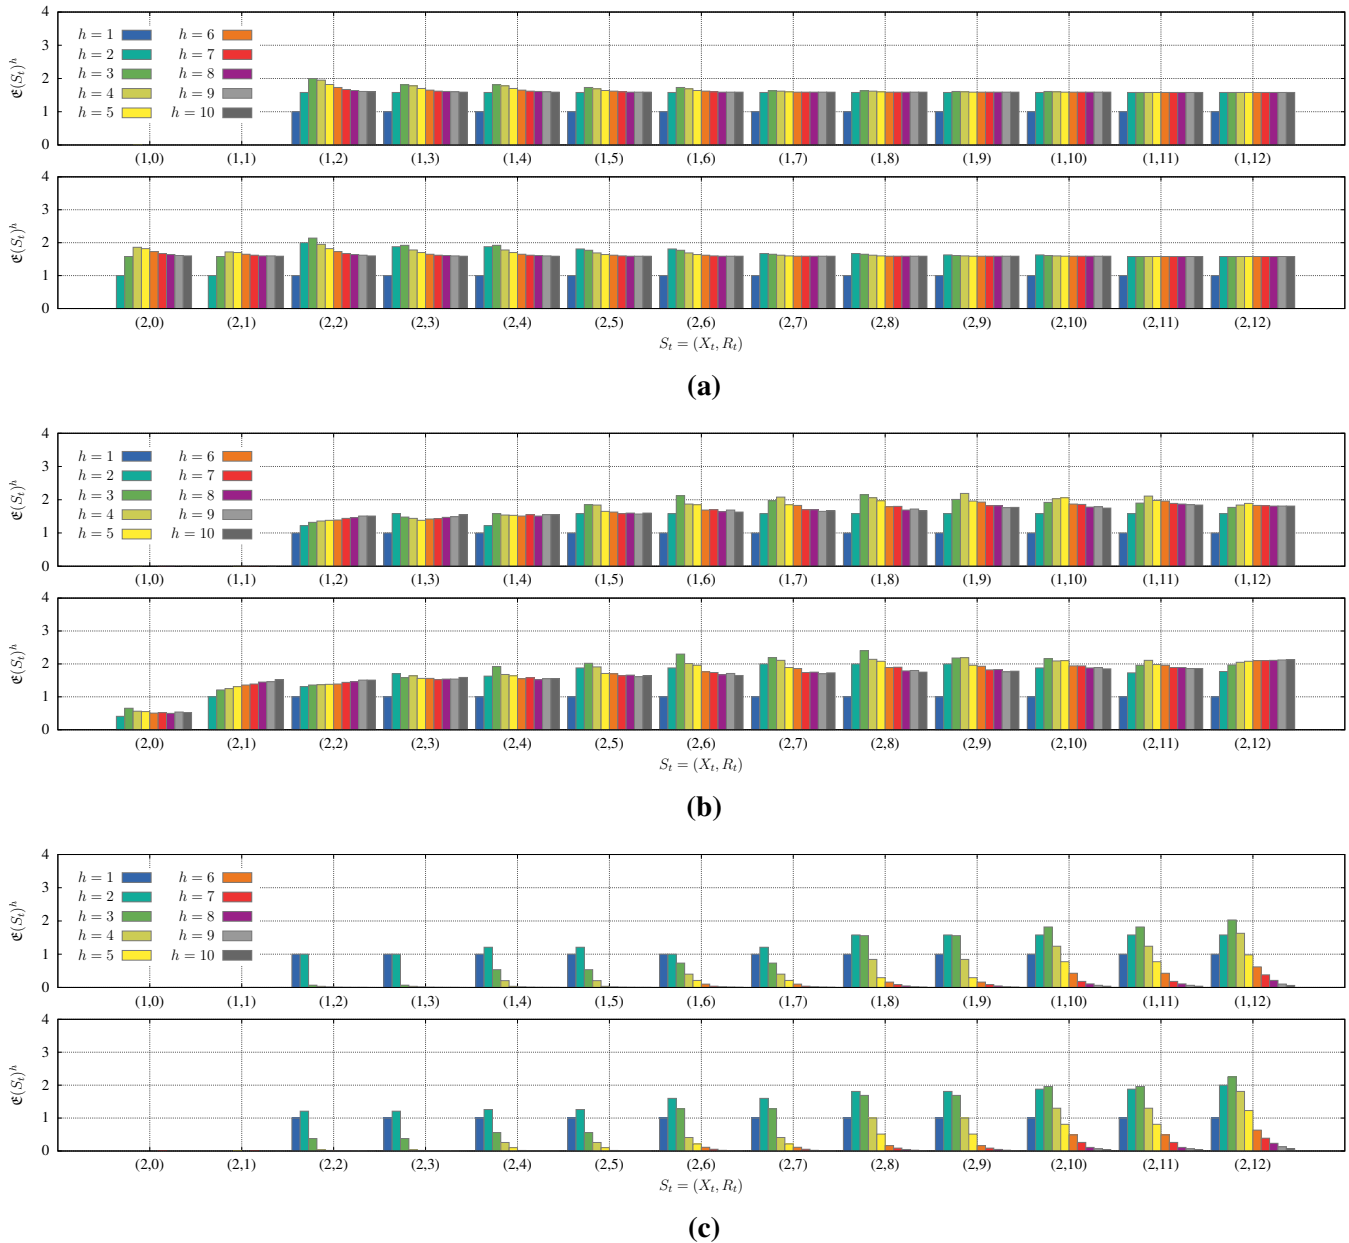 4
3
2
1
0
𝔈(S_t)^h
h = 1 h = 6
h = 2 h = 7
h = 3 h = 8
h = 4 h = 9
h = 5 h = 10
(1,0) (1,1) (1,2) (1,3) (1,4) (1,5) (1,6) (1,7) (1,8) (1,9) (1,10) (1,11) (1,12)
4
3
2
1
0
𝔈(S_t)^h
(2,0) (2,1) (2,2) (2,3) (2,4) (2,5) (2,6) (2,7) (2,8) (2,9) (2,10) (2,11) (2,12)
S_t = (X_t, R_t)
(a)
4
3
2
1
0
𝔈(S_t)^h
h = 1 h = 6
h = 2 h = 7
h = 3 h = 8
h = 4 h = 9
h = 5 h = 10
(1,0) (1,1) (1,2) (1,3) (1,4) (1,5) (1,6) (1,7) (1,8) (1,9) (1,10) (1,11) (1,12)
4
3
2
1
0
𝔈(S_t)^h
(2,0) (2,1) (2,2) (2,3) (2,4) (2,5) (2,6) (2,7) (2,8) (2,9) (2,10) (2,11) (2,12)
S_t = (X_t, R_t)
(b)
4
3
2
1
0
𝔈(S_t)^h
h = 1 h = 6
h = 2 h = 7
h = 3 h = 8
h = 4 h = 9
h = 5 h = 10
(1,0) (1,1) (1,2) (1,3) (1,4) (1,5) (1,6) (1,7) (1,8) (1,9) (1,10) (1,11) (1,12)
4
3
2
1
0
𝔈(S_t)^h
(2,0) (2,1) (2,2) (2,3) (2,4) (2,5) (2,6) (2,7) (2,8) (2,9) (2,10) (2,11) (2,12)
S_t = (X_t, R_t)
(c)